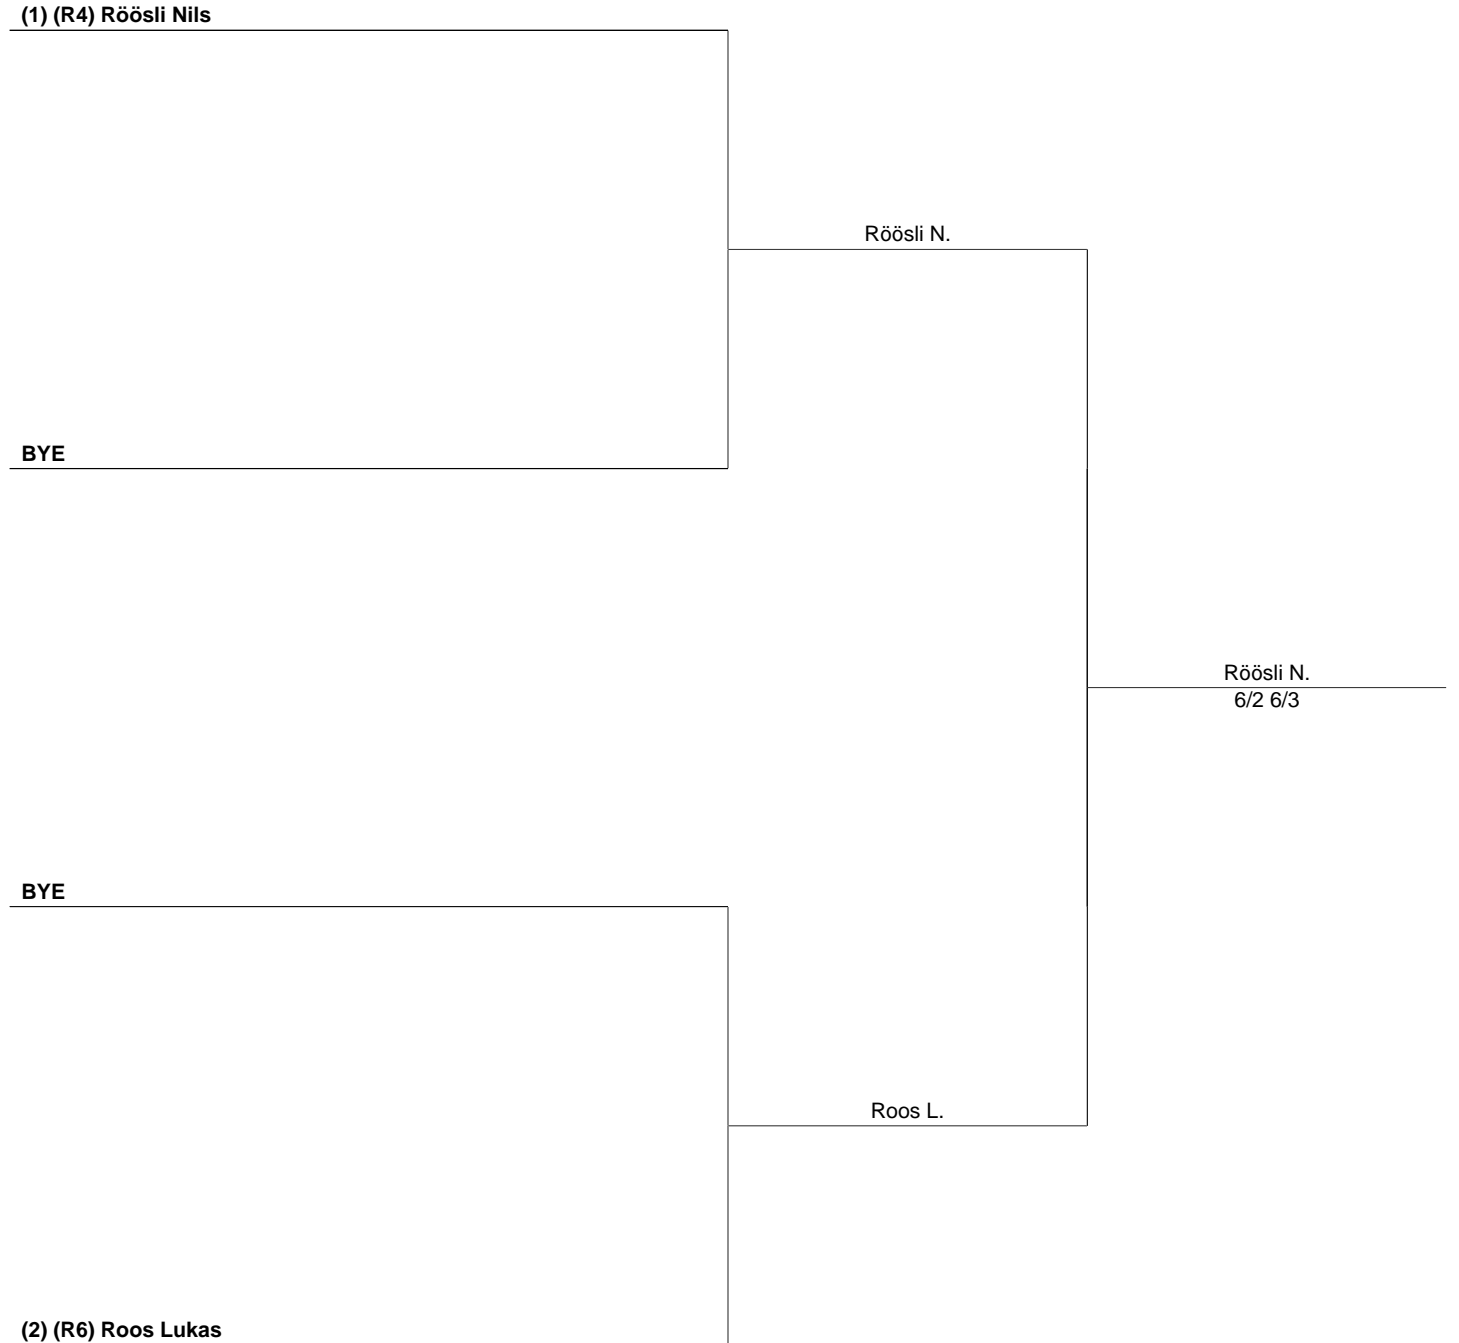 (1) (R4) Röösli Nils
Röösli N.
BYE
Röösli N.
6/2 6/3
BYE
Roos L.
(2) (R6) Roos Lukas